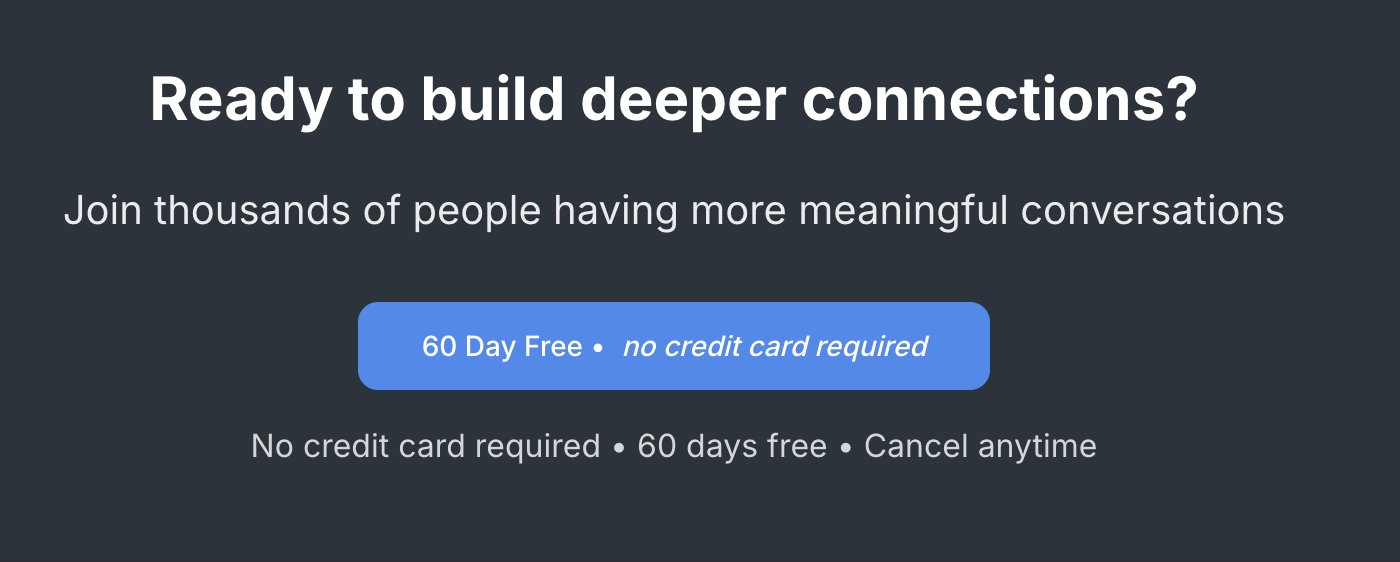 Ready to build deeper connections?
Join thousands of people having more meaningful conversations
60 Day Free • no credit card required
No credit card required • 60 days free • Cancel anytime